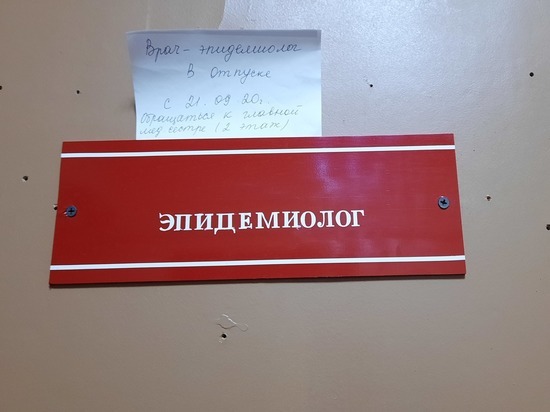 Врач - эпидемиолог
в отпуске
с 21.09 20г
Обращаться к главной
мед сестре (2 этаж)
ЭПИДЕМИОЛОГ